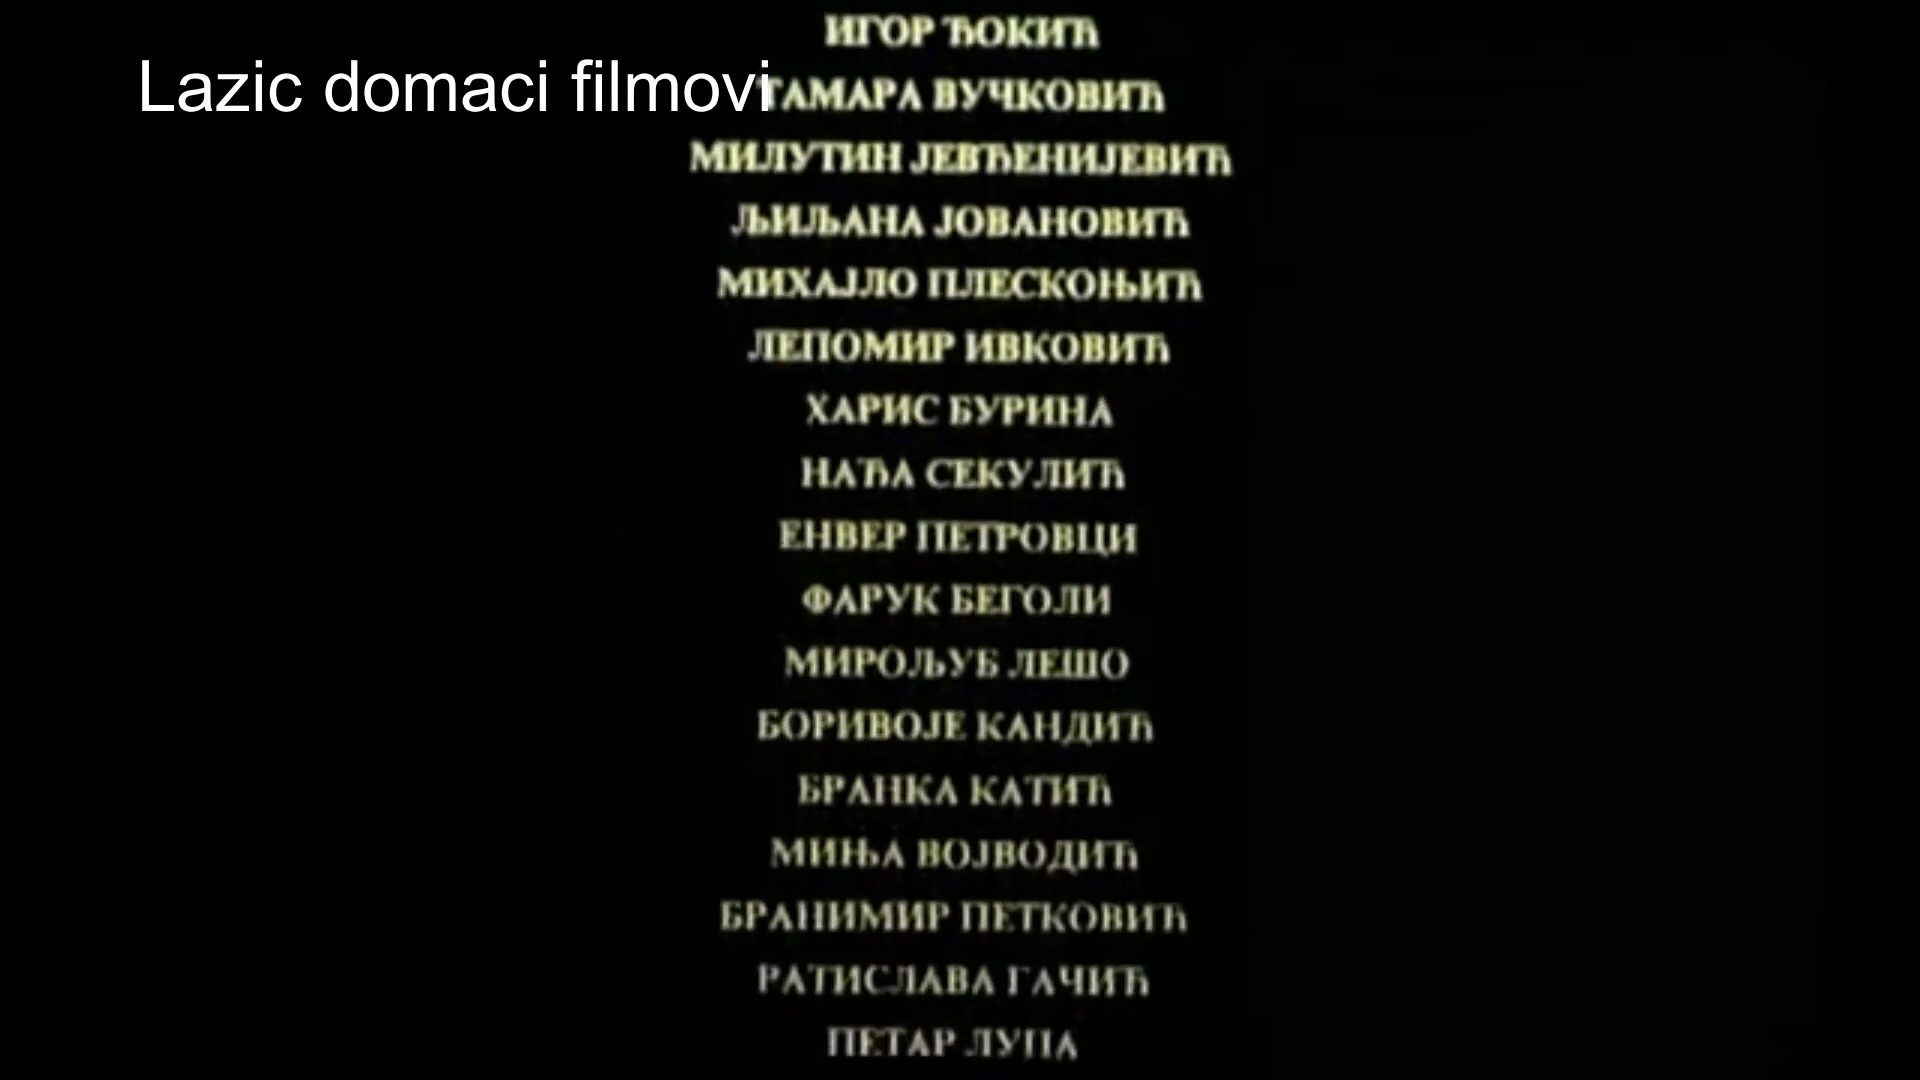 ИГОР ЂОКИЋ
Lazic domaci filmovi
ТАМАРА ВУЧКОВИЋ
МИЛУТИН ЈЕВЂЕНИЈЕВИЋ
ЉИЉАНА ЈОВАНОВИЋ
МИХАЈЛО ПЛЕСКОЊИЋ
ЛЕПОМИР ИВКОВИЋ
ХАРИС БУРИНА
НАЂА СЕКУЛИЋ
ЕНВЕР ПЕТРОВЦИ
ФАРУК БЕГОЛИ
МИРОЉУБ ЛЕШО
БОРИВОЈЕ КАНДИЋ
БРАНКА КАТИЋ
МИЊА ВОЈВОДИЋ
БРАНИМИР ПЕТКОВИЋ
РАТИСЛАВА ГАЧИЋ
ПЕТАР ЛУПА